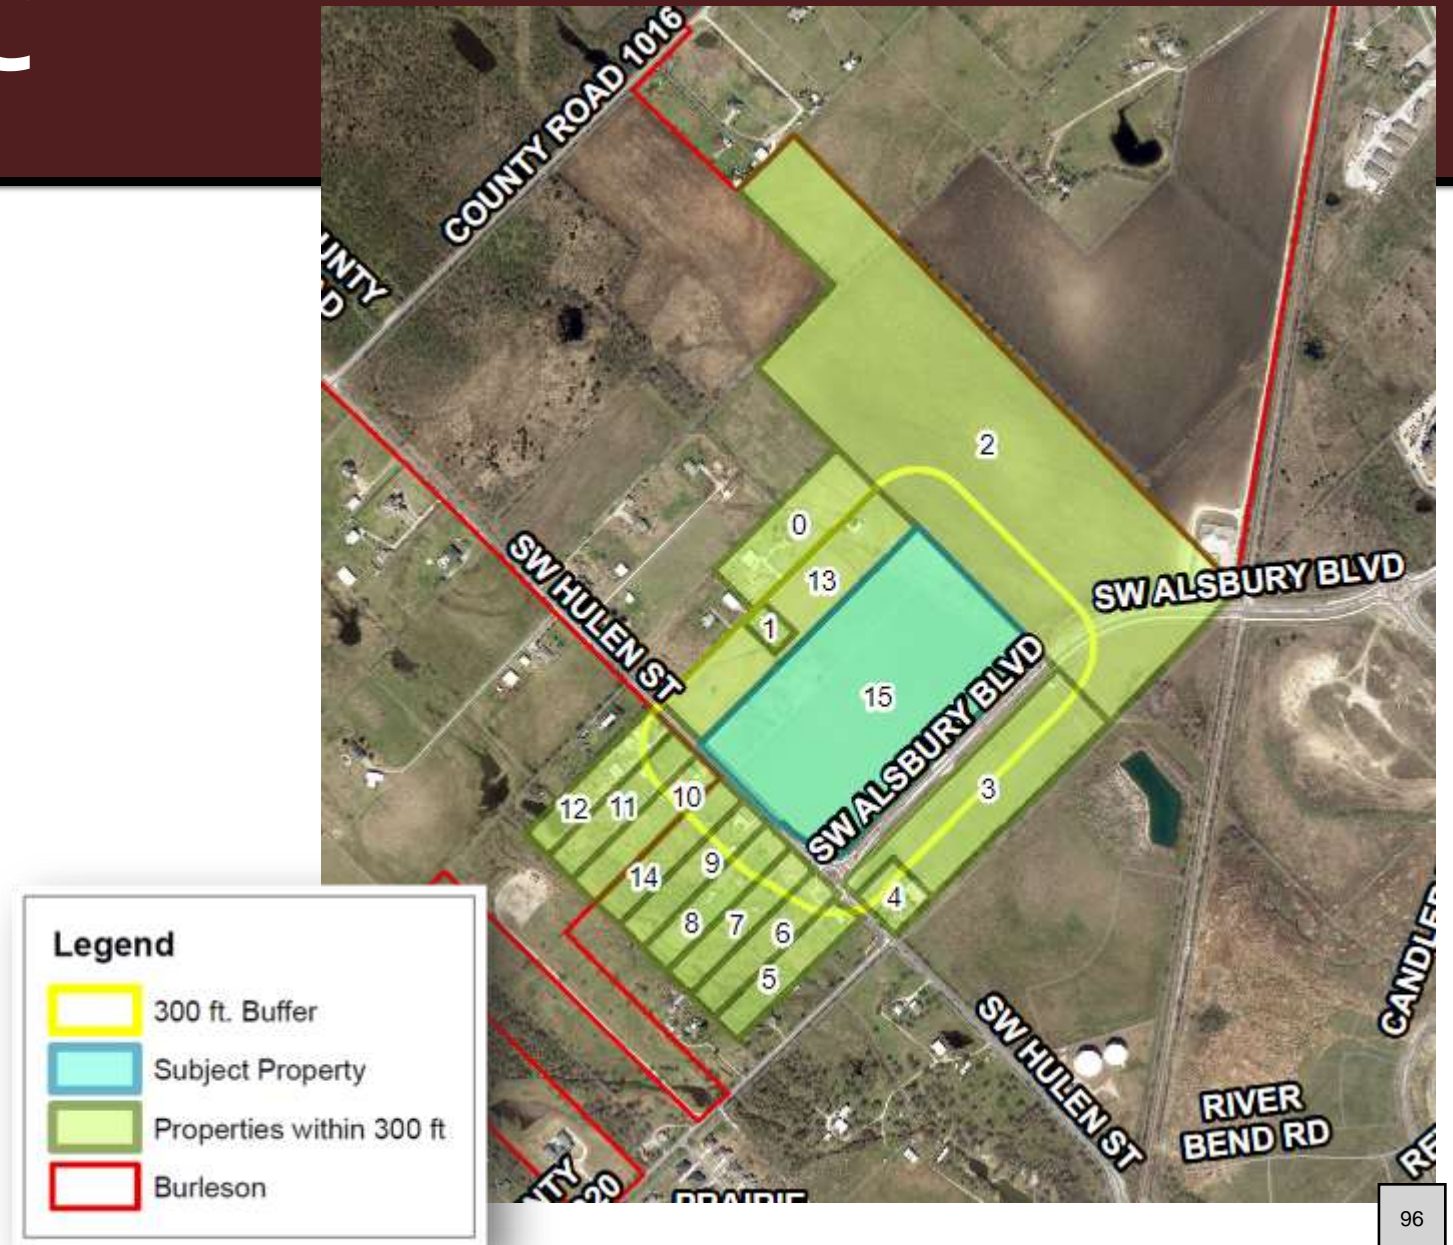 COUNTY ROAD 1016
2
0
SW HULEN ST
13
SW ALSBURY BLVD
1
15
SW ALSBURY BLVD
3
12
11
10
9
14
4
8
7
6
5
Legend
300 ft. Buffer
Subject Property
Properties within 300 ft
Burleson
SW HULEN ST
RIVER
BEND RD
96